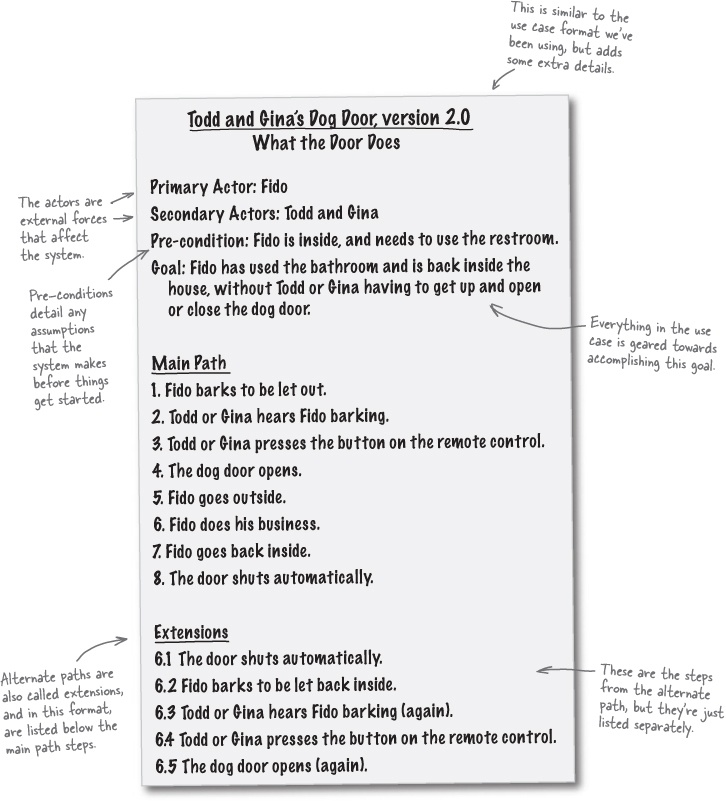 This is similar to the
use case format we've
been using, but adds
some extra details.
Todd and Gina's Dog Door, version 2.0
What the Door Does
Primary Actor: Fido
Secondary Actors: Todd and Gina
Pre-condition: Fido is inside, and needs to use the restroom.
Goal: Fido has used the bathroom and is back inside the
house, without Todd or Gina having to get up and open
or close the dog door.
The actors are
external forces
that affect
the system.
Pre-conditions
detail any
assumptions
that the
system makes
before things
get started.
Everything in the use
case is geared towards
accomplishing this goal.
Main Path
1. Fido barks to be let out.
2. Todd or Gina hears Fido barking.
3. Todd or Gina presses the button on the remote control.
4. The dog door opens.
5. Fido goes outside.
6. Fido does his business.
7. Fido goes back inside.
8. The door shuts automatically.
Extensions
6.1 The door shuts automatically.
6.2 Fido barks to be let back inside.
6.3 Todd or Gina hears Fido barking (again).
6.4 Todd or Gina presses the button on the remote control.
6.5 The dog door opens (again).
Alternate paths are
also called extensions,
and in this format,
are listed below the
main path steps.
These are the steps
from the alternate
path, but they're just
listed separately.